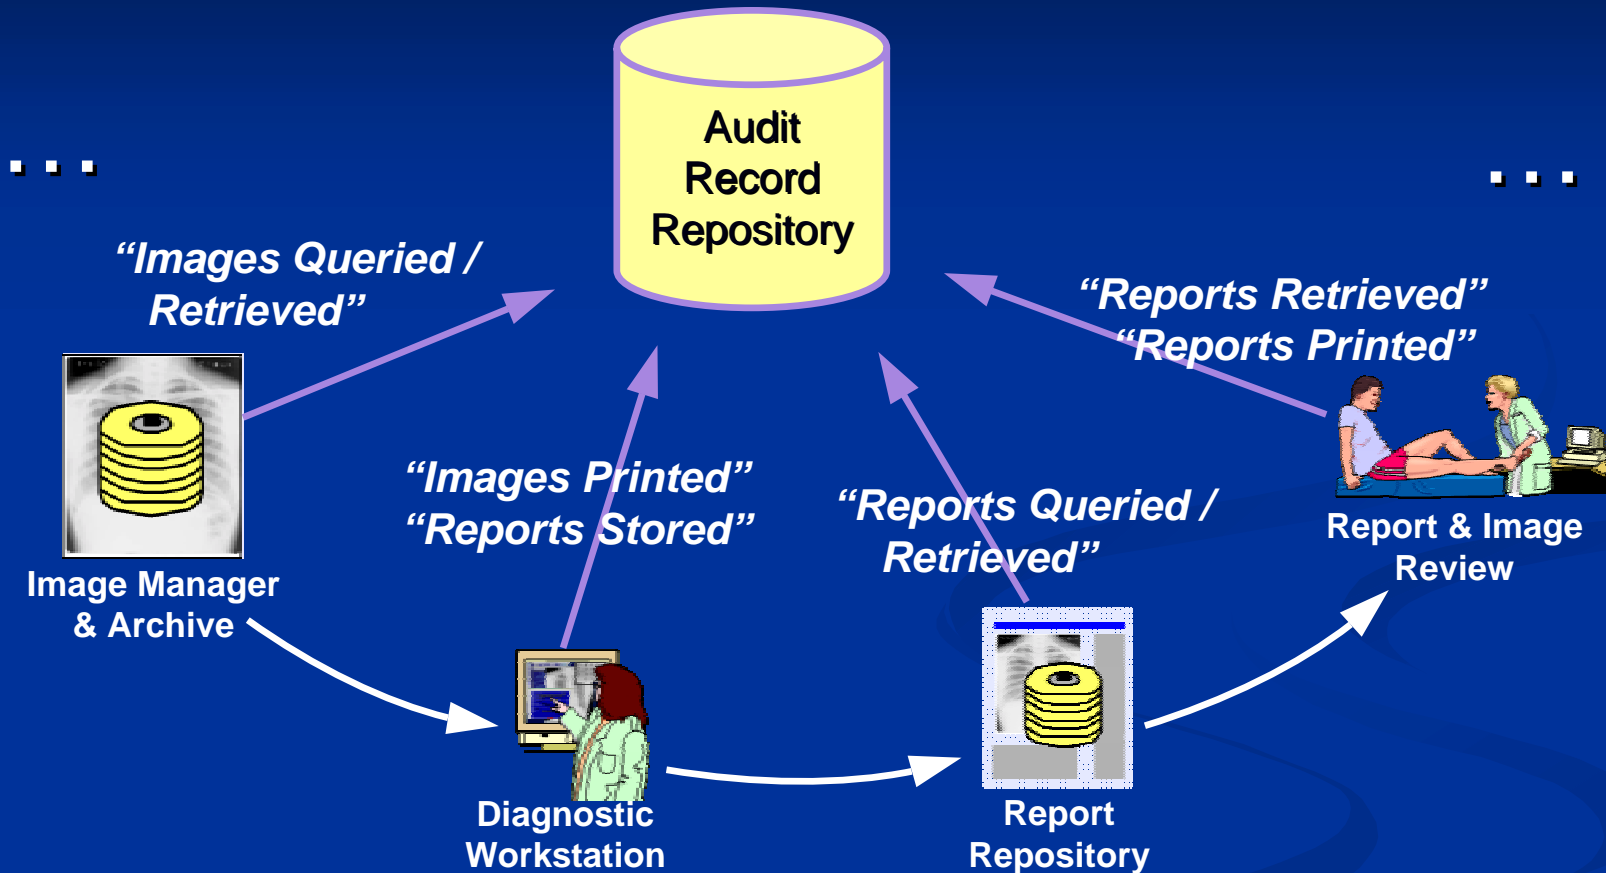 Audit
Record
Repository
. . .
. . .
“Images Queried /
Retrieved”
“Reports Retrieved”
“Reports Printed”
“Images Printed”
“Reports Stored”
“Reports Queried /
Retrieved”
Report & Image
Review
Image Manager
& Archive
Diagnostic
Workstation
Report
Repository